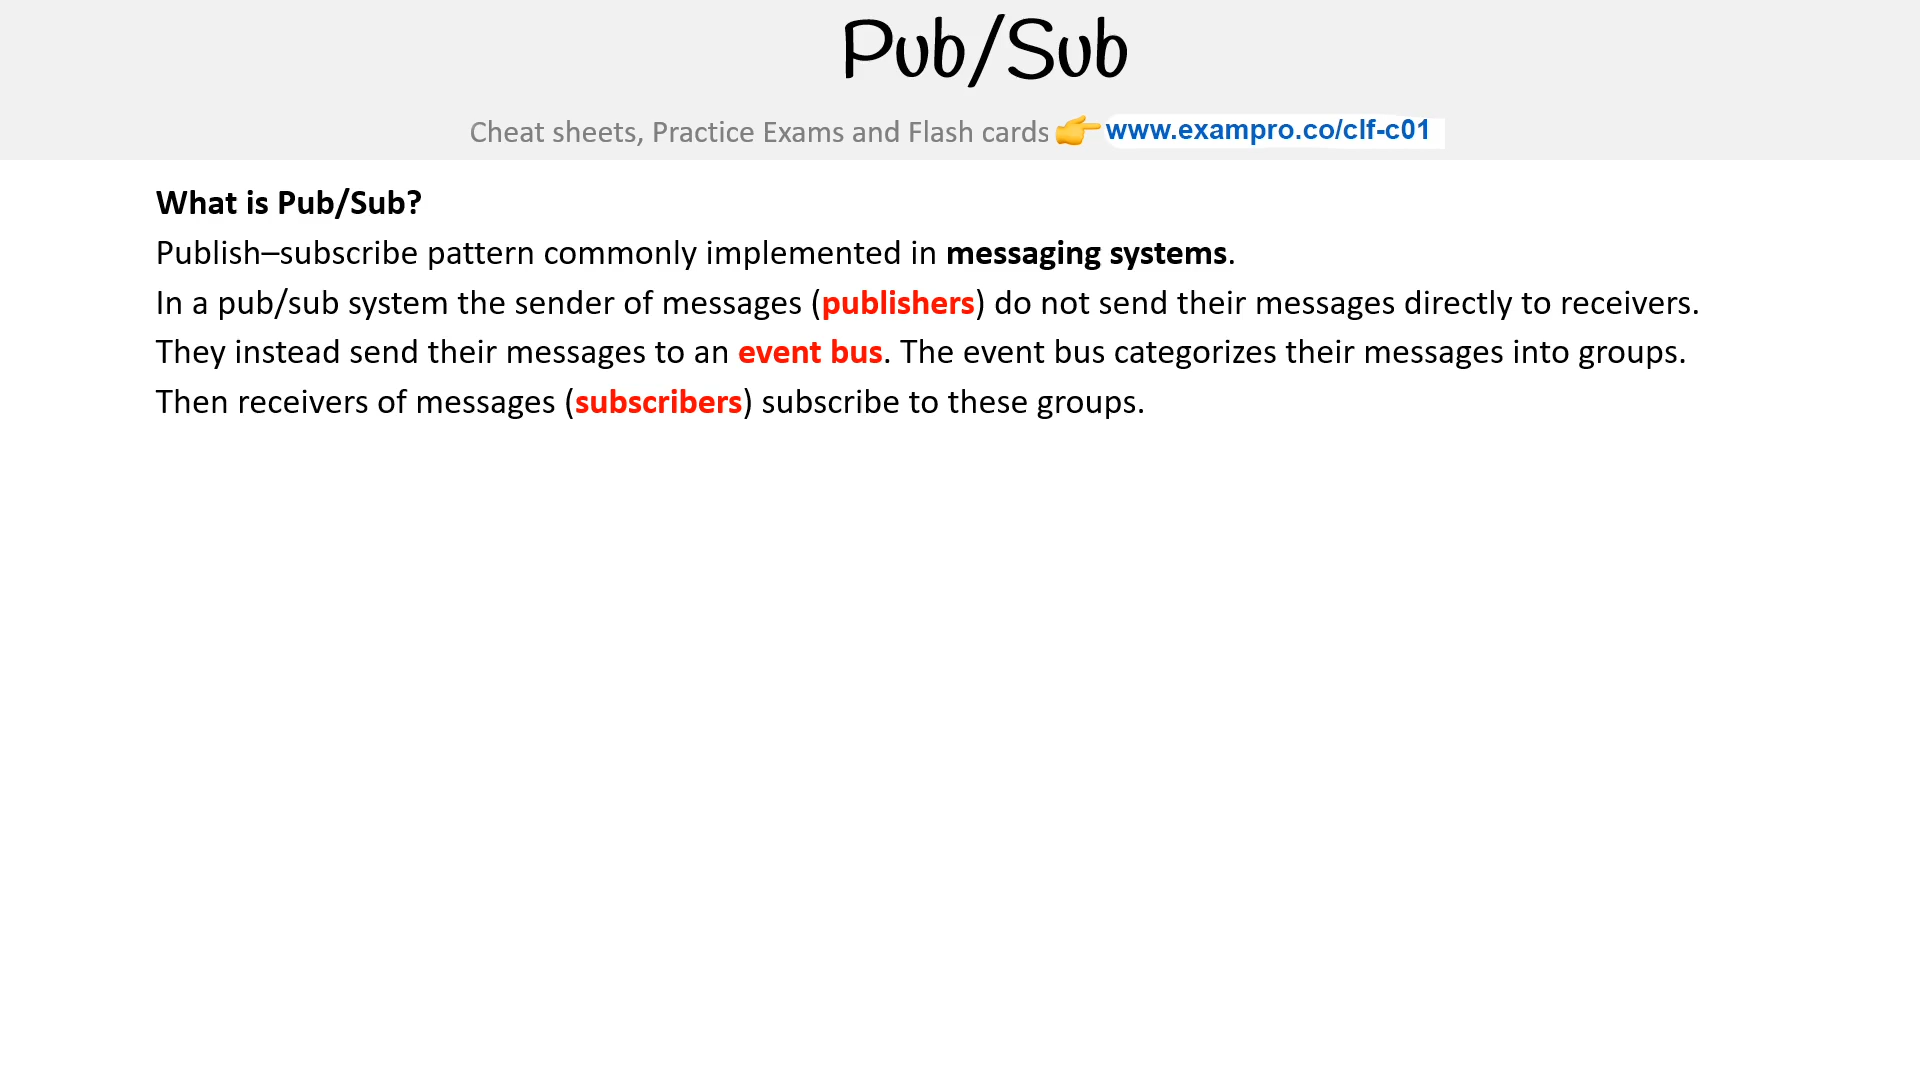 Pub/Sub
Cheat sheets, Practice Exams and Flash cards 👉 www.exampro.co/clf-c01
What is Pub/Sub?
Publish–subscribe pattern commonly implemented in messaging systems.
In a pub/sub system the sender of messages (publishers) do not send their messages directly to receivers.
They instead send their messages to an event bus. The event bus categorizes their messages into groups.
Then receivers of messages (subscribers) subscribe to these groups.